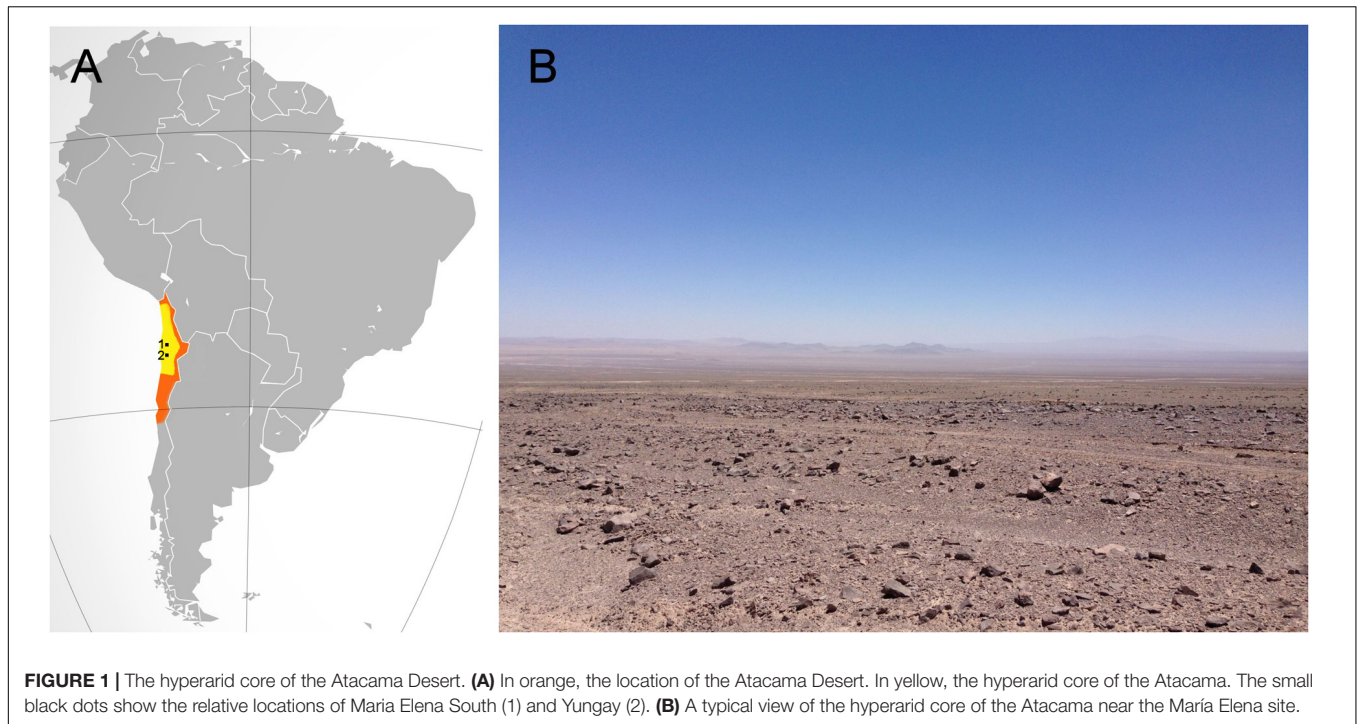 A
B
1
2
FIGURE 1 | The hyperarid core of the Atacama Desert. (A) In orange, the location of the Atacama Desert. In yellow, the hyperarid core of the Atacama. The small
black dots show the relative locations of Maria Elena South (1) and Yungay (2). (B) A typical view of the hyperarid core of the Atacama near the María Elena site.